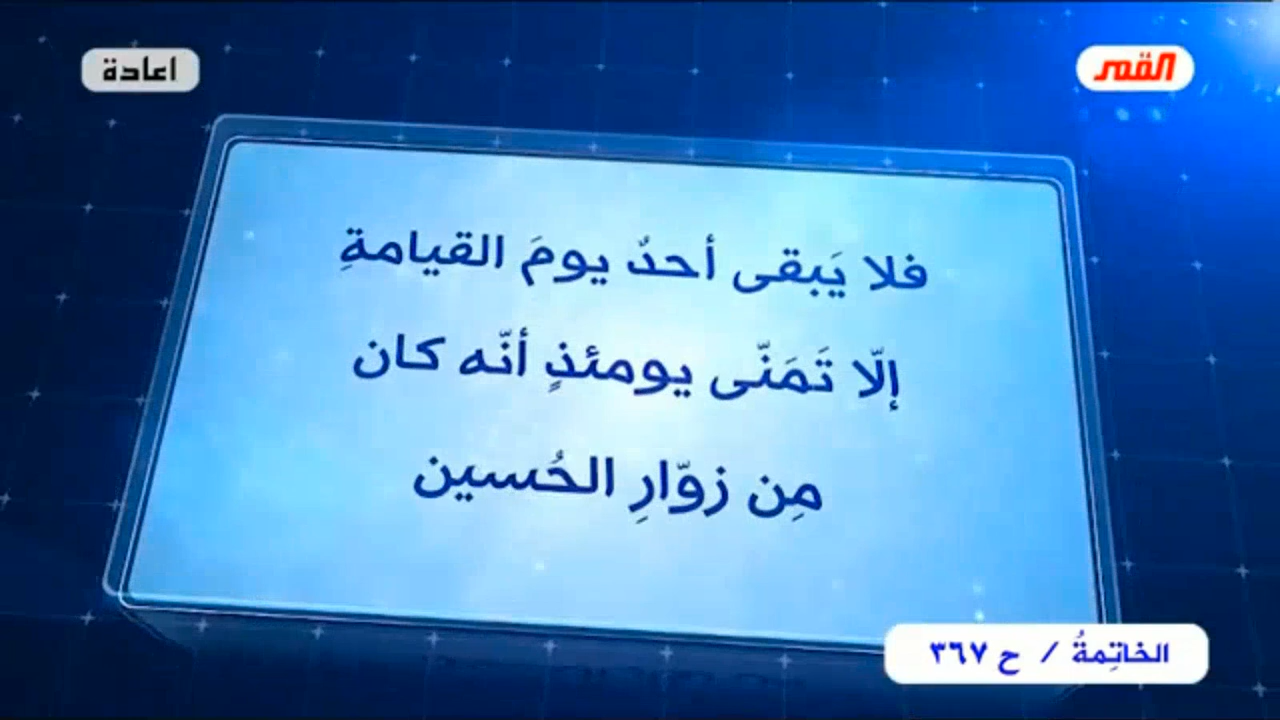 اعادة
القمر
فلا يَبقى أحدٌ يومَ القيامةِ
إلّا تَمَنّى يومئذٍ أنّه كان
مِن زوّارِ الحُسين
الخاتِمةُ / ح ٣٦٧